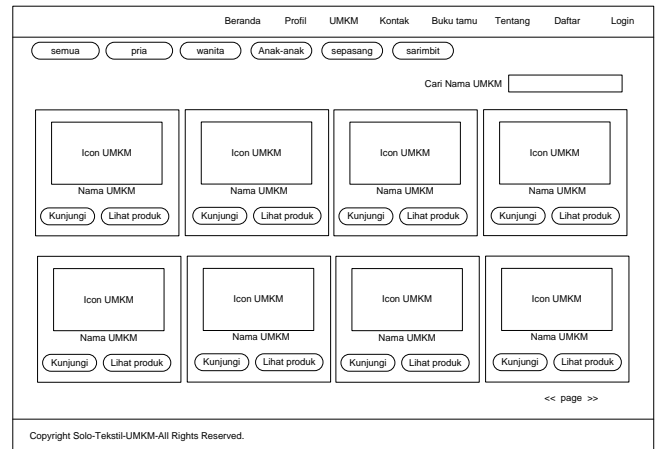 Beranda Profil UMKM Kontak Buku tamu Tentang Daftar Login
semua pria wanita Anak-anak sepasang sarimbit
Cari Nama UMKM
Icon UMKM Icon UMKM Icon UMKM Icon UMKM
Nama UMKM Nama UMKM Nama UMKM Nama UMKM
Kunjungi Lihat produk Kunjungi Lihat produk Kunjungi Lihat produk Kunjungi Lihat produk
Icon UMKM Icon UMKM Icon UMKM Icon UMKM
Nama UMKM Nama UMKM Nama UMKM Nama UMKM
Kunjungi Lihat produk Kunjungi Lihat produk Kunjungi Lihat produk Kunjungi Lihat produk
<< page >>
Copyright Solo-Tekstil-UMKM-All Rights Reserved.